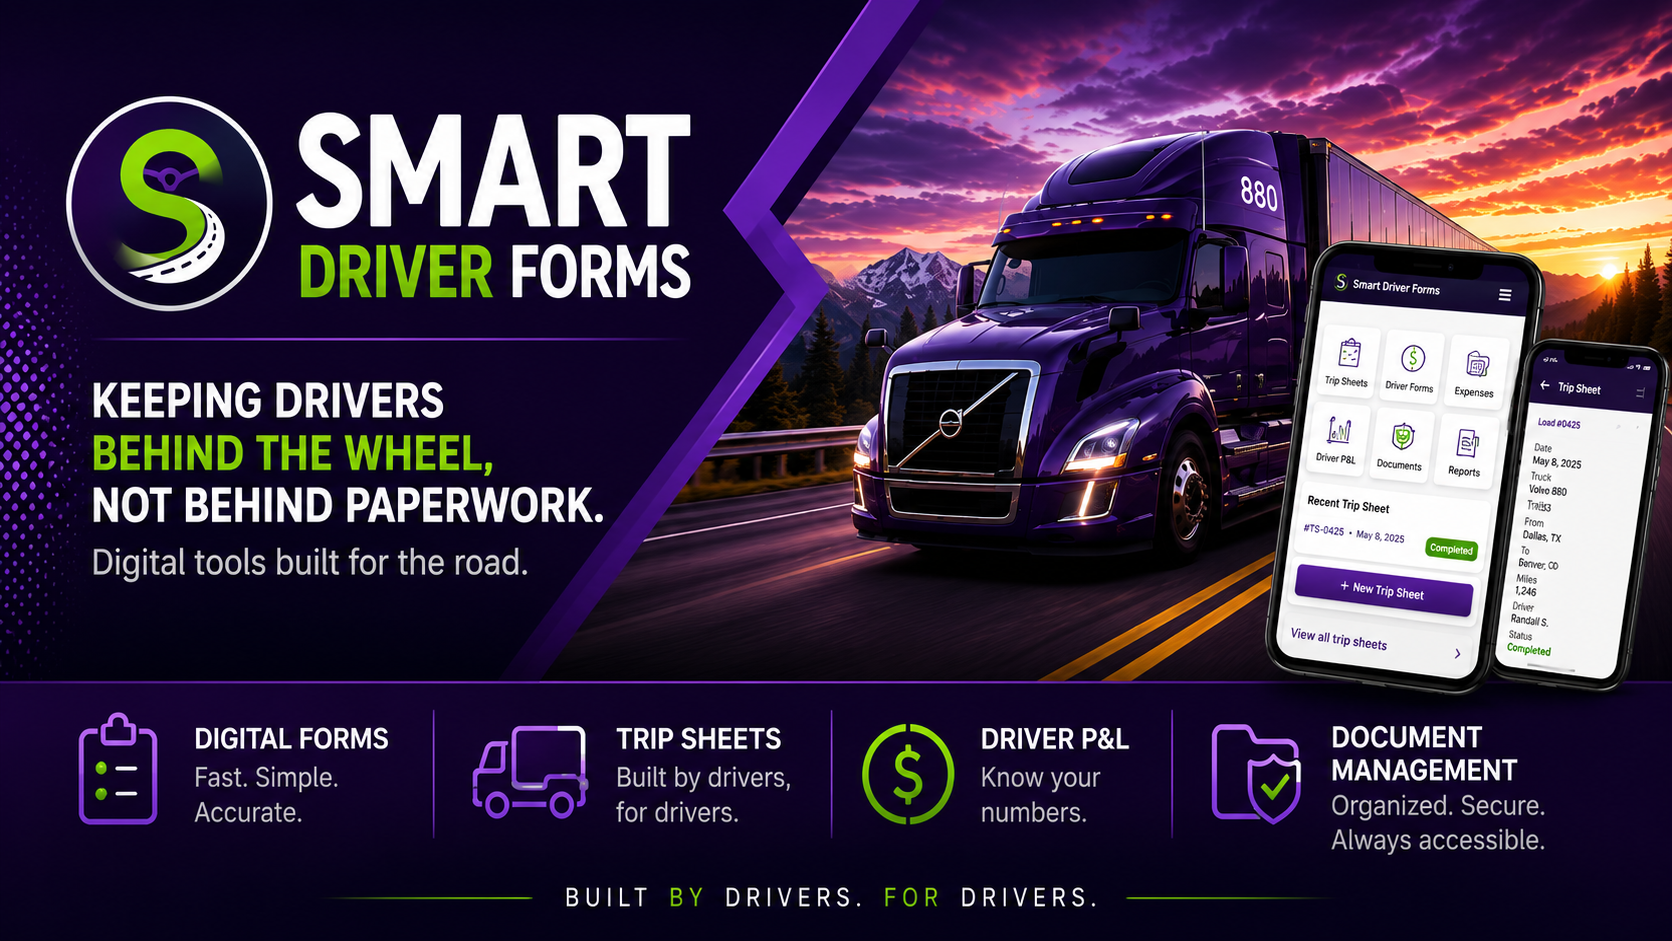 SMART
DRIVER FORMS
KEEPING DRIVERS
BEHIND THE WHEEL,
NOT BEHIND PAPERWORK.
Digital tools built for the road.
880
Smart Driver Forms
Trip Sheets
Driver Forms
Expenses
Driver P&L
Documents
Reports
Recent Trip Sheet
#TS-0425 • May 8, 2025
Completed
+ New Trip Sheet
View all trip sheets
Trip Sheet
Load #0425
Date
May 8, 2025
Truck
Volvo 880
From
Dallas, TX
To
Miles
1,246
Driver
Randall S.
Status
Completed
DIGITAL FORMS
Fast. Simple.
Accurate.
TRIP SHEETS
Built by drivers,
for drivers.
DRIVER P&L
Know your
numbers.
DOCUMENT
MANAGEMENT
Organized. Secure.
Always accessible.
BUILT BY DRIVERS. FOR DRIVERS.